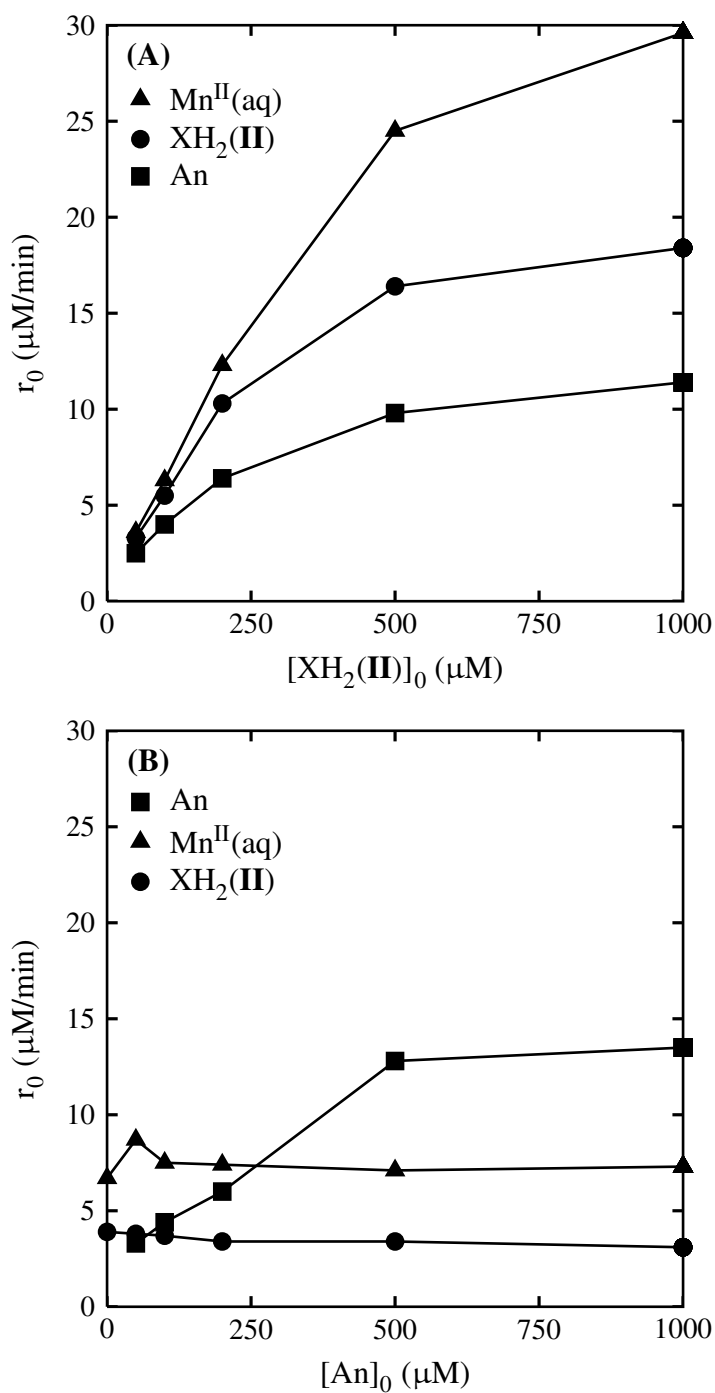 (A)
Mn^II(aq)
XH₂(II)
An
30
25
20
15
10
5
0
r₀ (μM/min)
0 250 500 750 1000
[XH₂(II)]₀ (μM)
(B)
An
Mn^II(aq)
XH₂(II)
30
25
20
15
10
5
0
r₀ (μM/min)
0 250 500 750 1000
[An]₀ (μM)